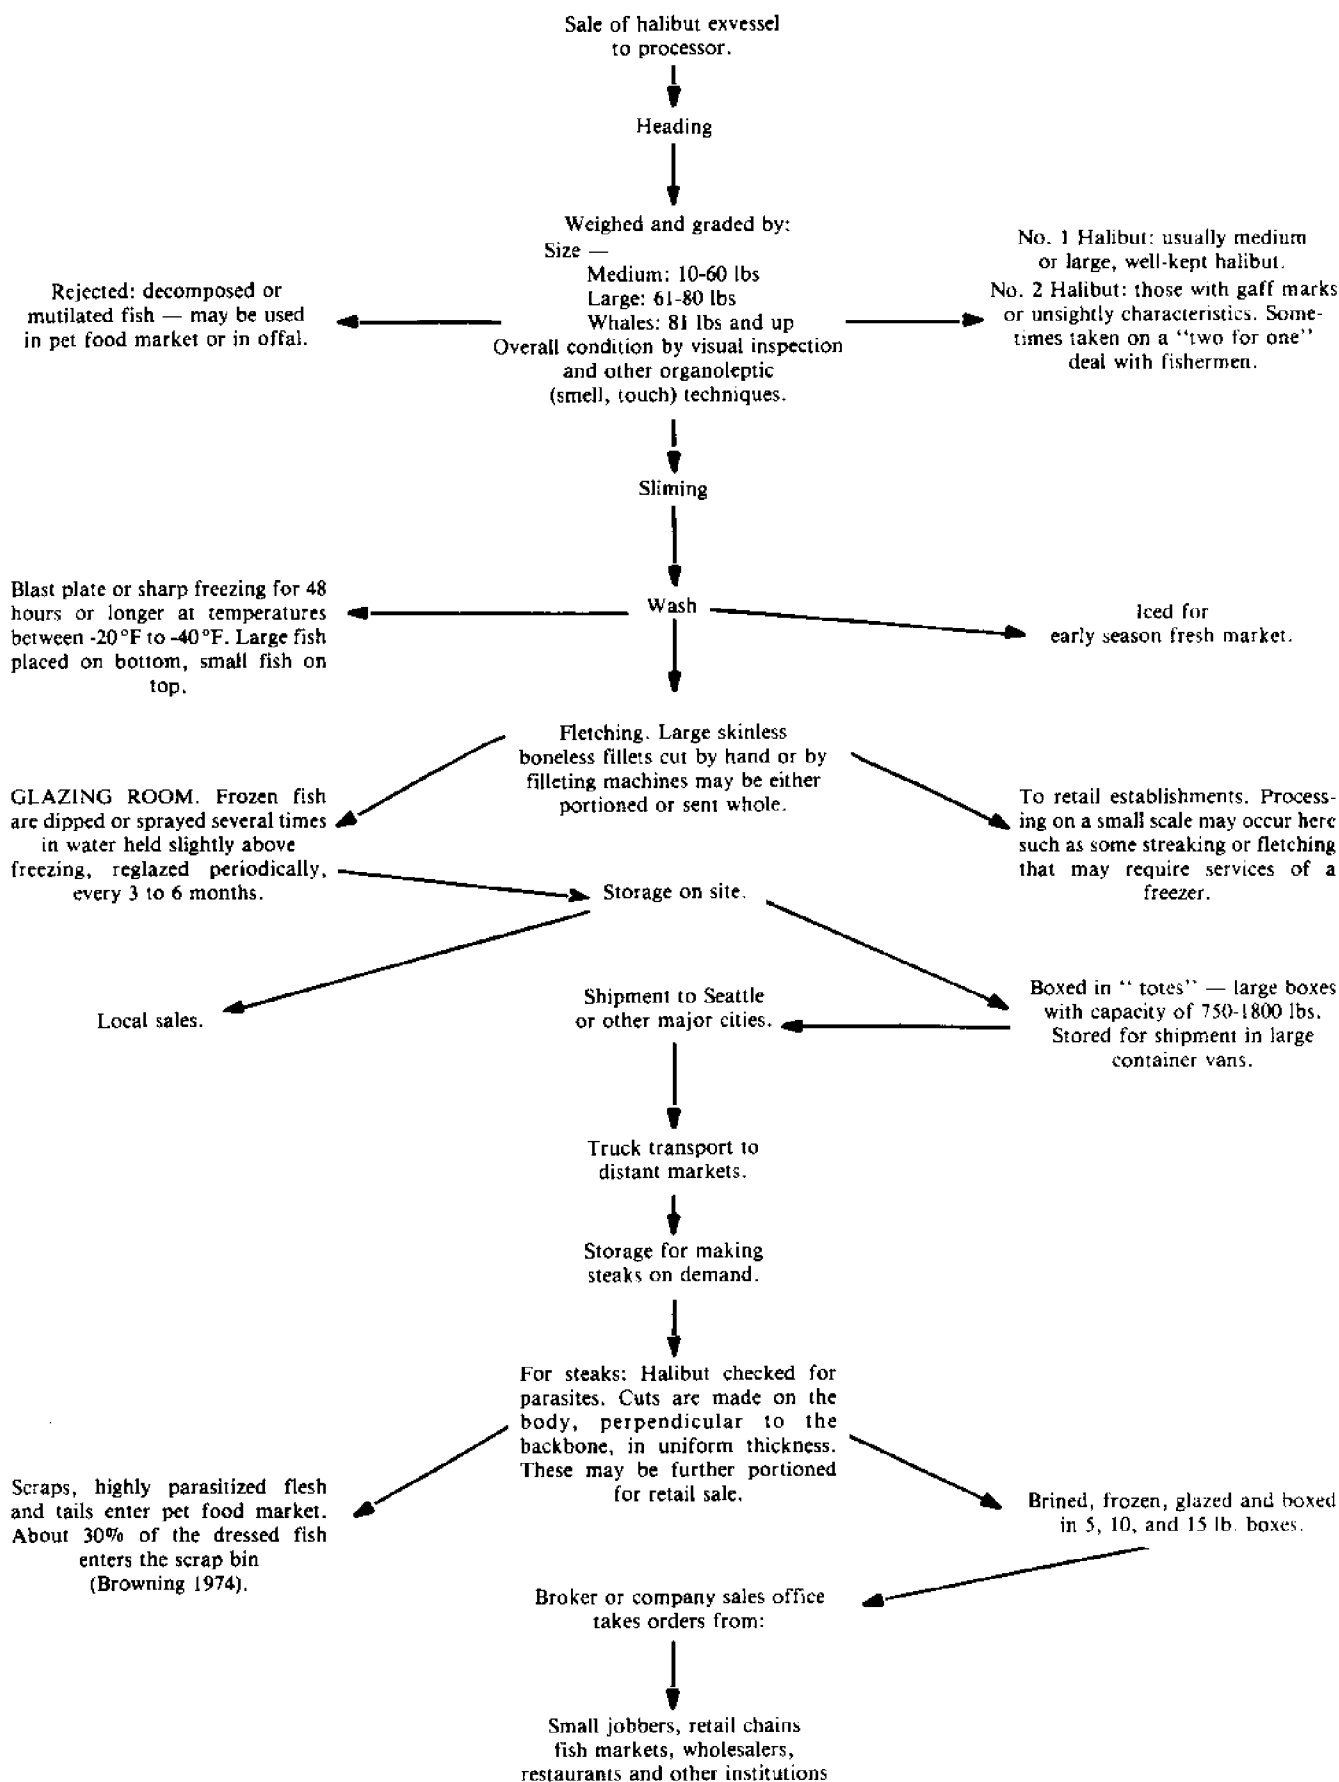 Sale of halibut exvessel
to processor.
Heading
Weighed and graded by:
Size —
Medium: 10-60 lbs
Large: 61-80 lbs
Whales: 81 lbs and up
Overall condition by visual inspection
and other organoleptic
(smell, touch) techniques.
Rejected: decomposed or
mutilated fish — may be used
in pet food market or in offal.
No. 1 Halibut: usually medium
or large, well-kept halibut.
No. 2 Halibut: those with gaff marks
or unsightly characteristics. Some-
times taken on a “two for one”
deal with fishermen.
Sliming
Wash
Blast plate or sharp freezing for 48
hours or longer at temperatures
between -20°F to -40°F. Large fish
placed on bottom, small fish on
top.
Iced for
early season fresh market.
Fletching. Large skinless
boneless fillets cut by hand or by
filleting machines may be either
portioned or sent whole.
GLAZING ROOM. Frozen fish
are dipped or sprayed several times
in water held slightly above
freezing, reglazed periodically,
every 3 to 6 months.
To retail establishments. Process-
ing on a small scale may occur here
such as some streaking or fletching
that may require services of a
freezer.
Storage on site.
Local sales.
Boxed in “ totes” — large boxes
with capacity of 750-1800 lbs.
Stored for shipment in large
container vans.
Shipment to Seattle
or other major cities.
Truck transport to
distant markets.
Storage for making
steaks on demand.
For steaks: Halibut checked for
parasites. Cuts are made on the
body, perpendicular to the
backbone, in uniform thickness.
These may be further portioned
for retail sale.
Scraps, highly parasitized flesh
and tails enter pet food market.
About 30% of the dressed fish
enters the scrap bin
(Browning 1974).
Brined, frozen, glazed and boxed
in 5, 10, and 15 lb. boxes.
Broker or company sales office
takes orders from:
Small jobbers, retail chains
fish markets, wholesalers,
restaurants and other institutions